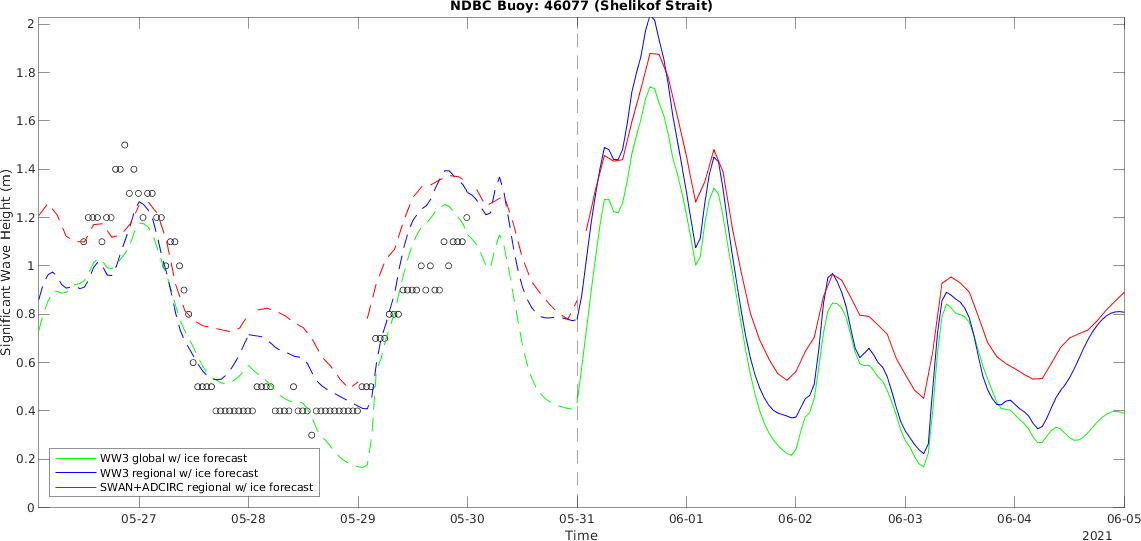 NDBC Buoy: 46077 (Shelikof Strait)
Significant Wave Height (m)
2
1.8
1.6
1.4
1.2
1
0.8
0.6
0.4
0.2
0
WW3 global w/ ice forecast
WW3 regional w/ ice forecast
SWAN+ADCIRC regional w/ ice forecast
05-27 05-28 05-29 05-30 05-31 06-01 06-02 06-03 06-04 06-05
Time
2021